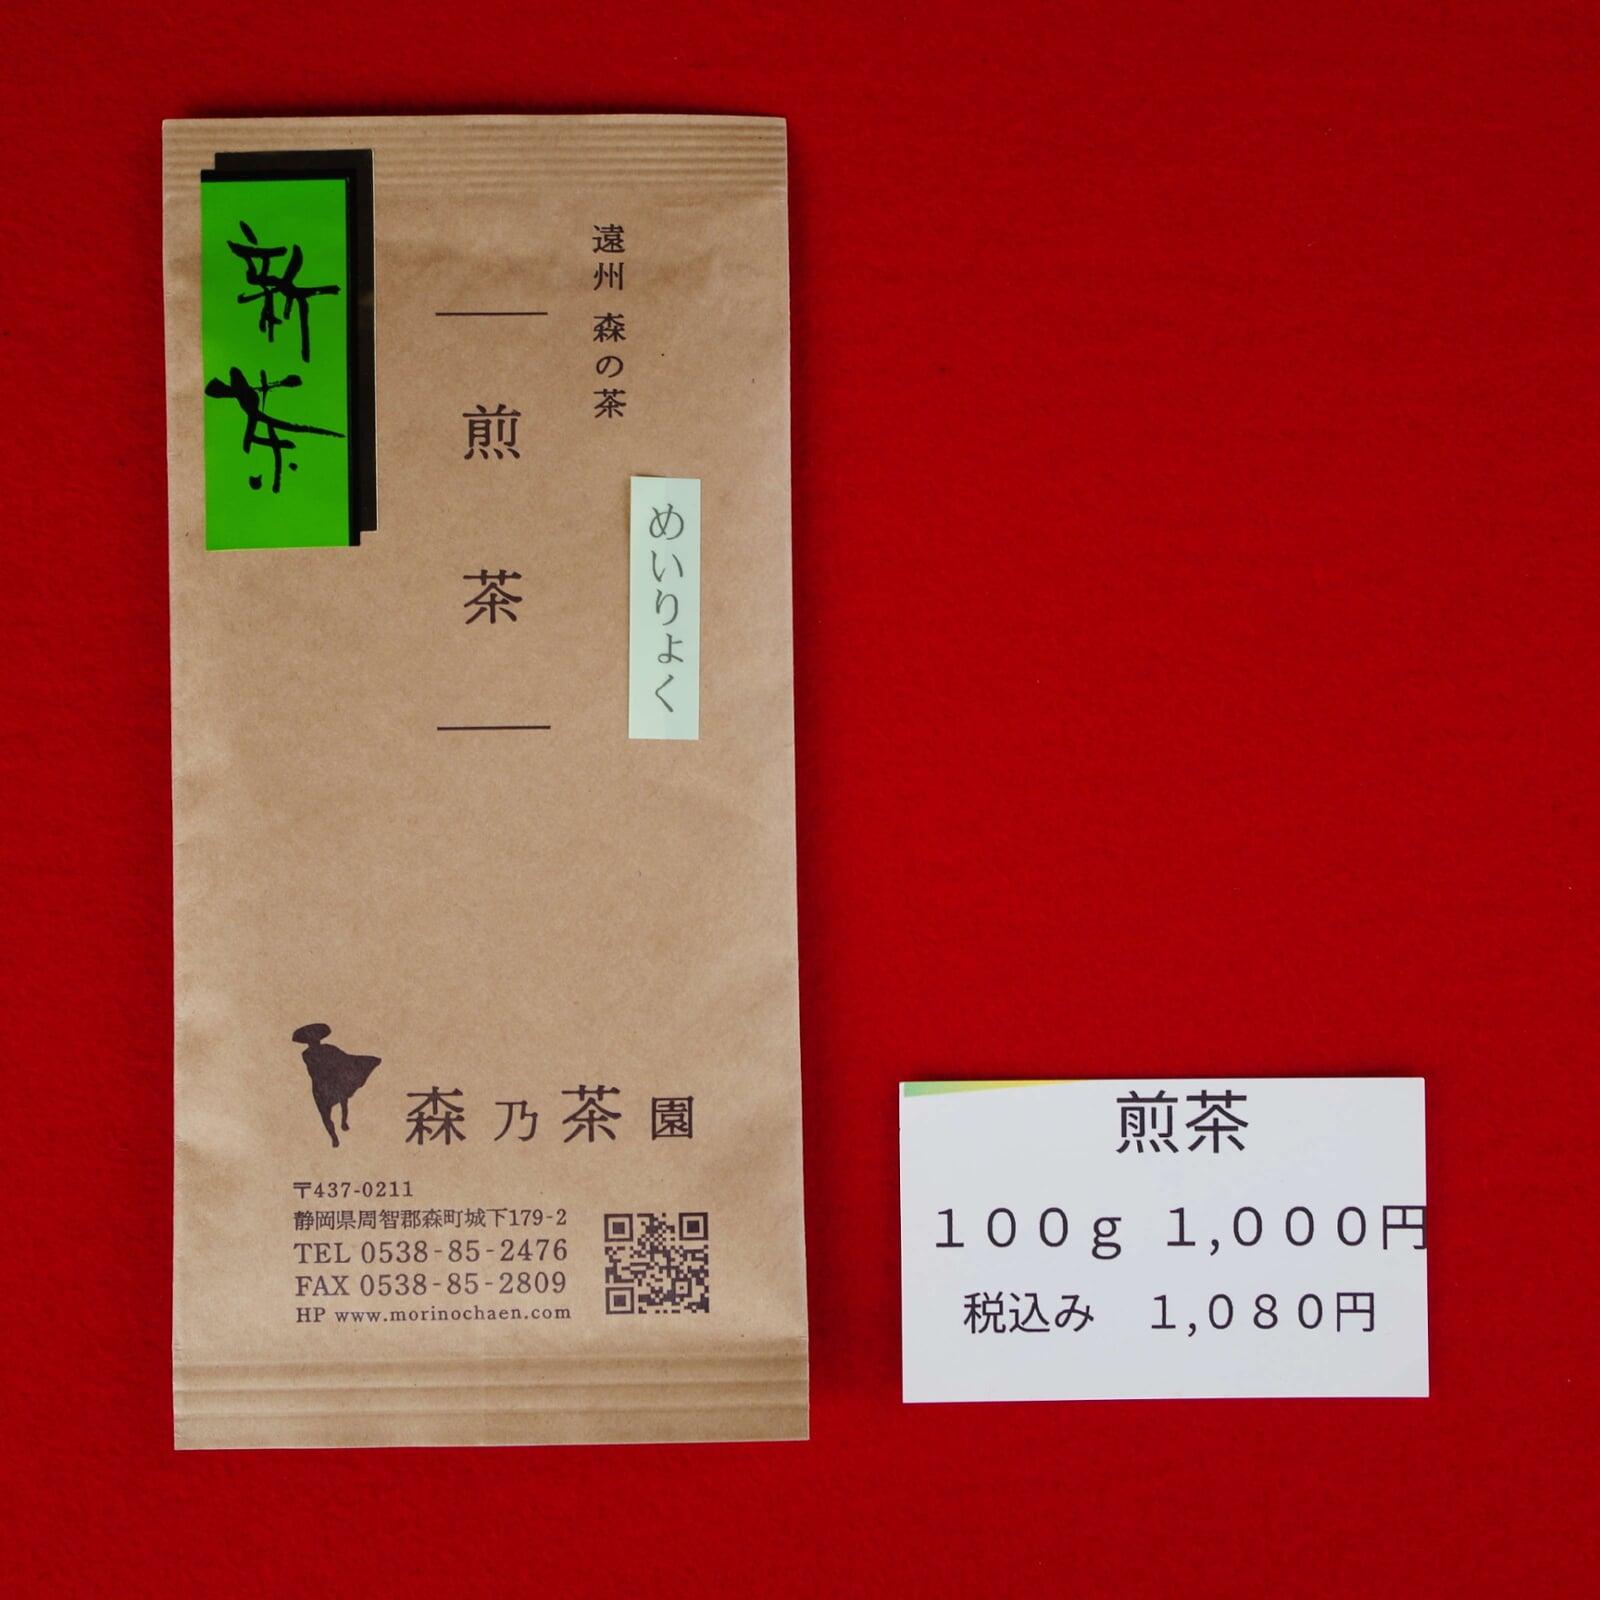 新茶
遠州 森の茶
煎茶
めいりょく
森乃茶園
〒437-0211
静岡県周智郡森町城下179-2
TEL 0538-85-2476
FAX 0538-85-2809
HP www.morinochaen.com
煎茶
100g 1,000円
税込み 1,080円